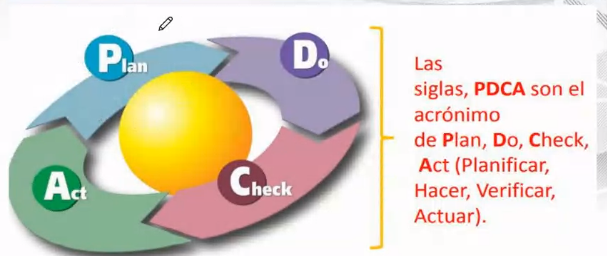 Plan
Do
Act
Check
Las
siglas, PDCA son el
acrónimo
de Plan, Do, Check,
Act (Planificar,
Hacer, Verificar,
Actuar).